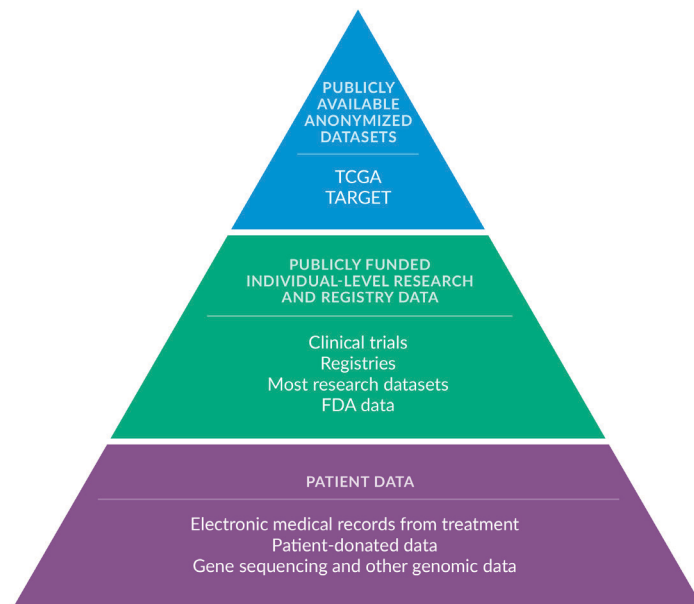 PUBLICLY
AVAILABLE
ANONYMIZED
DATASETS
TCGA
TARGET
PUBLICLY FUNDED
INDIVIDUAL-LEVEL RESEARCH
AND REGISTRY DATA
Clinical trials
Registries
Most research datasets
FDA data
PATIENT DATA
Electronic medical records from treatment
Patient-donated data
Gene sequencing and other genomic data